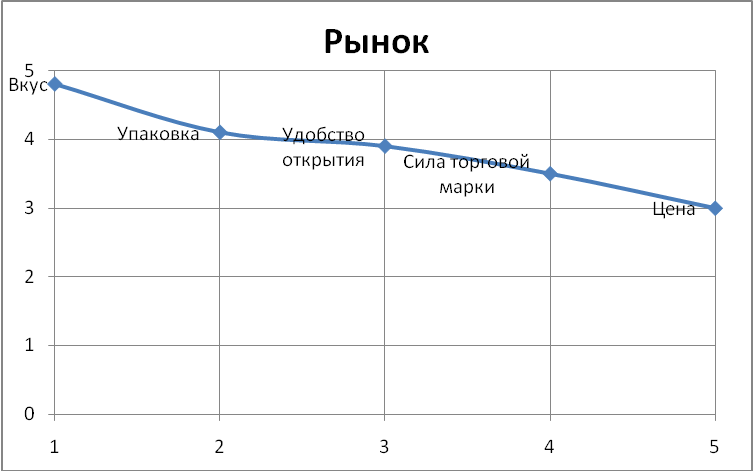 Рынок
5
Вкус
Упаковка
Удобство
открытия
4
Сила торговой
марки
Цена
3
2
1
0
1 2 3 4 5